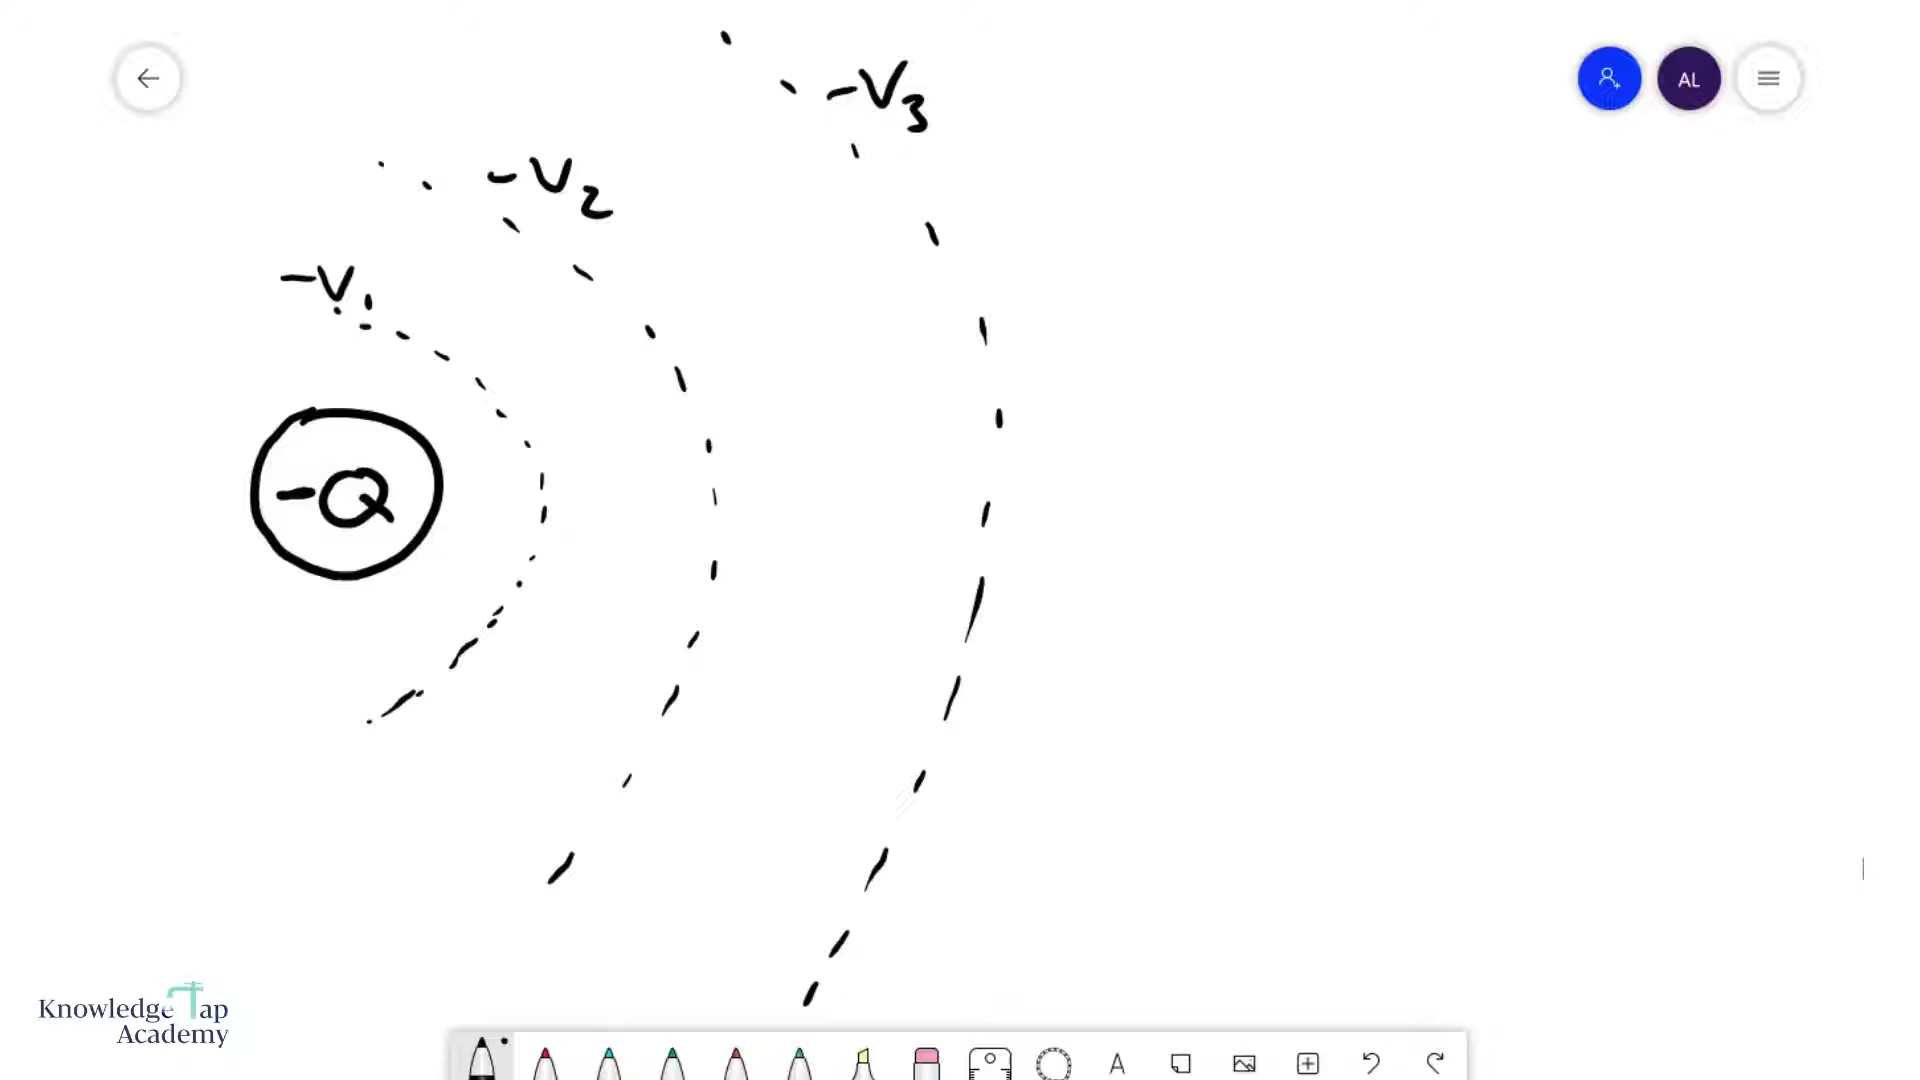 -V₃
AL
-V₂
-V₁
-Q
Knowledge Tap
Academy
A